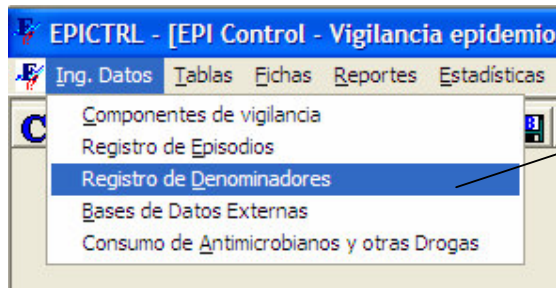 EPICTRL - [EPI Control - Vigilancia epidemio
Ing. Datos Tablas Fichas Reportes Estadísticas
C
Componentes de vigilancia
Registro de Episodios
Registro de Denominadores
Bases de Datos Externas
Consumo de Antimicrobianos y otras Drogas